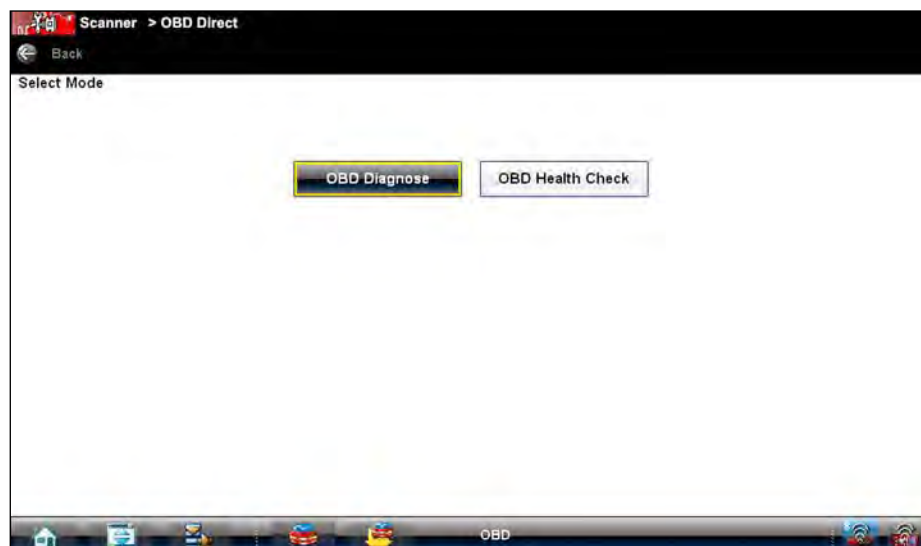 Scanner > OBD Direct
Back
Select Mode
OBD Diagnose OBD Health Check
OBD